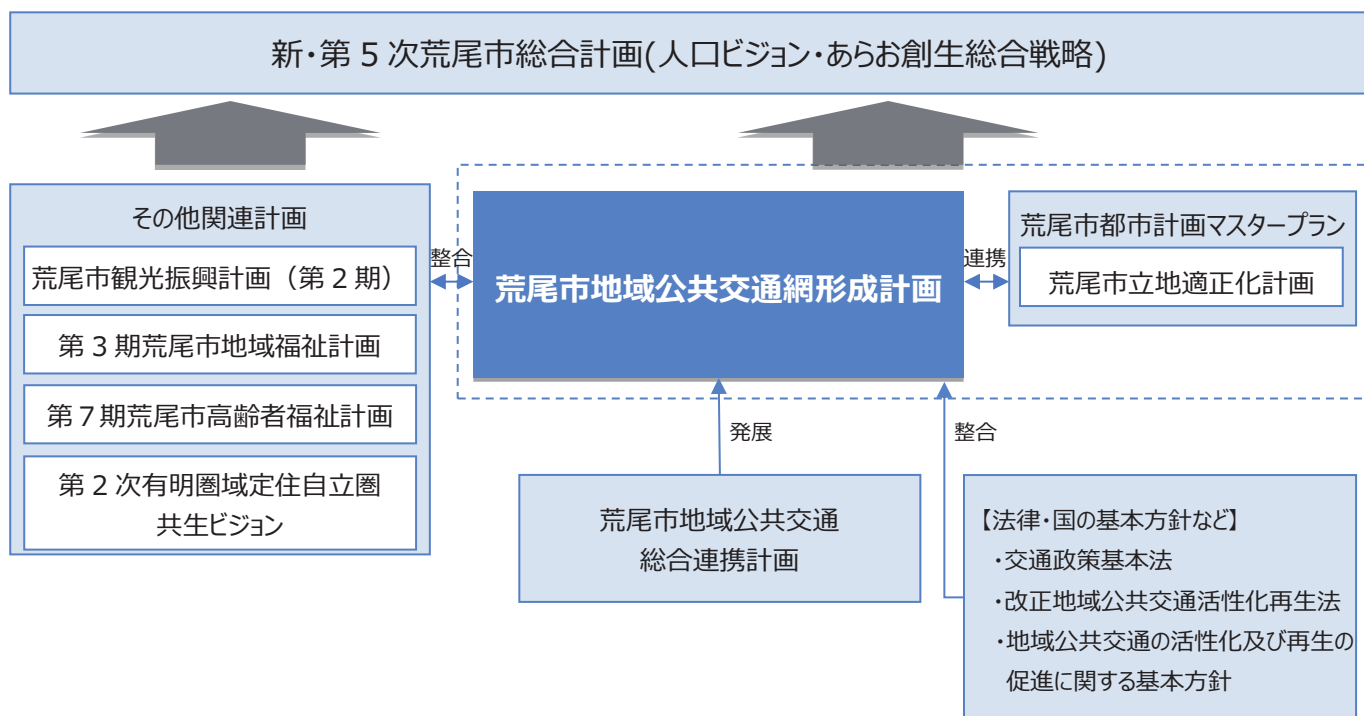 新・第5次荒尾市総合計画(人口ビジョン・あらお創生総合戦略)
その他関連計画
荒尾市観光振興計画（第2期）
第3期荒尾市地域福祉計画
第7期荒尾市高齢者福祉計画
第2次有明圏域定住自立圏
共生ビジョン
整合
荒尾市地域公共交通網形成計画
連携
荒尾市都市計画マスタープラン
荒尾市立地適正化計画
発展
整合
荒尾市地域公共交通
総合連携計画
【法律・国の基本方針など】
・交通政策基本法
・改正地域公共交通活性化再生法
・地域公共交通の活性化及び再生の
促進に関する基本方針